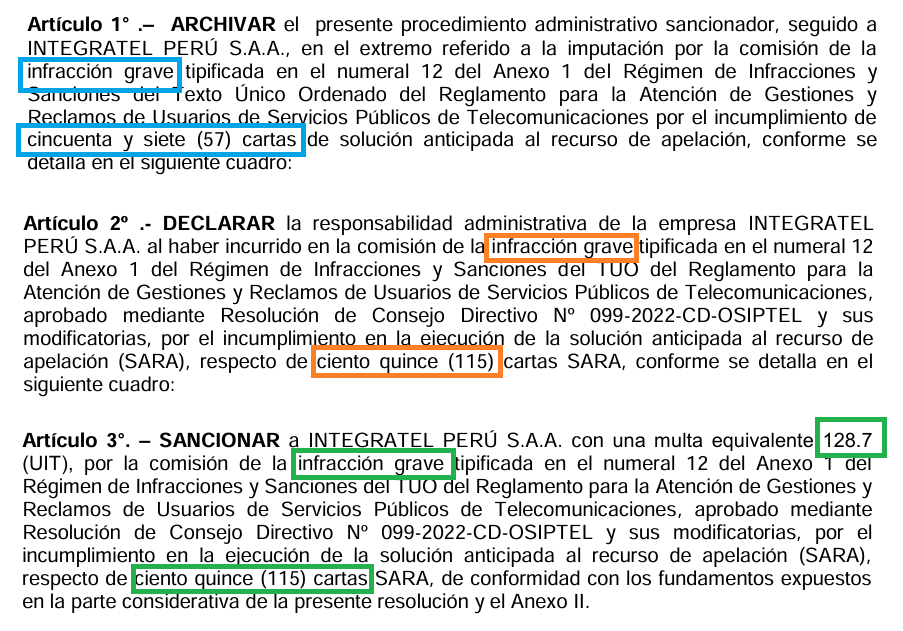 Artículo 1° .– ARCHIVAR el presente procedimiento administrativo sancionador, seguido a
INTEGRATEL PERÚ S.A.A., en el extremo referido a la imputación por la comisión de la
infracción grave tipificada en el numeral 12 del Anexo 1 del Régimen de Infracciones y
Sanciones del Texto Único Ordenado del Reglamento para la Atención de Gestiones y
Reclamos de Usuarios de Servicios Públicos de Telecomunicaciones por el incumplimiento de
cincuenta y siete (57) cartas de solución anticipada al recurso de apelación, conforme se
detalla en el siguiente cuadro:
Artículo 2º .- DECLARAR la responsabilidad administrativa de la empresa INTEGRATEL
PERÚ S.A.A. al haber incurrido en la comisión de la infracción grave tipificada en el numeral 12
del Anexo 1 del Régimen de Infracciones y Sanciones del TUO del Reglamento para la
Atención de Gestiones y Reclamos de Usuarios de Servicios Públicos de Telecomunicaciones,
aprobado mediante Resolución de Consejo Directivo Nº 099-2022-CD-OSIPTEL y sus
modificatorias, por el incumplimiento en la ejecución de la solución anticipada al recurso de
apelación (SARA), respecto de ciento quince (115) cartas SARA, conforme se detalla en el
siguiente cuadro:
Artículo 3°. – SANCIONAR a INTEGRATEL PERÚ S.A.A. con una multa equivalente 128.7
(UIT), por la comisión de la infracción grave tipificada en el numeral 12 del Anexo 1 del
Régimen de Infracciones y Sanciones del TUO del Reglamento para la Atención de Gestiones y
Reclamos de Usuarios de Servicios Públicos de Telecomunicaciones, aprobado mediante
Resolución de Consejo Directivo Nº 099-2022-CD-OSIPTEL y sus modificatorias, por el
incumplimiento en la ejecución de la solución anticipada al recurso de apelación (SARA),
respecto de ciento quince (115) cartas SARA, de conformidad con los fundamentos expuestos
en la parte considerativa de la presente resolución y el Anexo II.